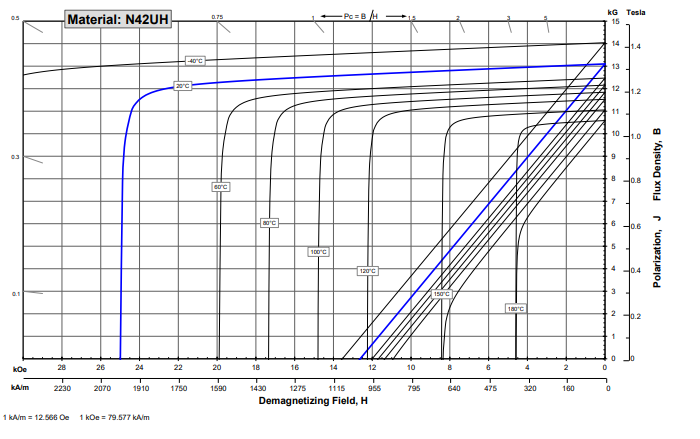 Material: N42UH
0.5
0.75
1
Pc = B / H
1.5
2
3
5
kG Tesla
15
14
1.4
13
12
1.2
11
10
1.0
9
0.3
8
0.8
7
6
0.6
5
4
0.4
3
0.1
2
0.2
1
0
0
-40°C
20°C
60°C
80°C
100°C
120°C
150°C
180°C
Polarization, J Flux Density, B
kOe
28 26 24 22 20 18 16 14 12 10 8 6 4 2 0
kA/m
2230 2070 1910 1750 1590 1430 1275 1115 955 795 640 475 320 160 0
Demagnetizing Field, H
1 kA/m = 12.566 Oe 1 kOe = 79.577 kA/m